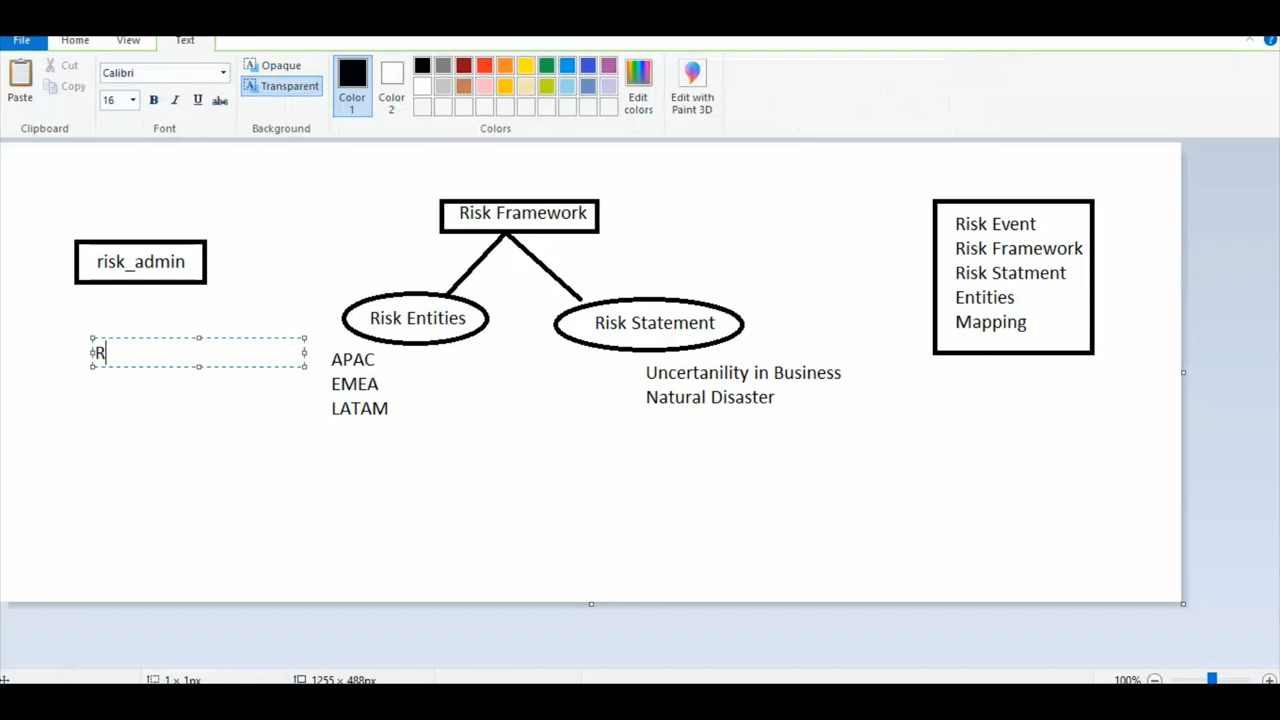 File Home View Text
Paste
Cut
Copy
Clipboard
Calibri
16 B I U abc
Font
Opaque
Transparent
Background
Color 1
Color 2
Edit colors
Colors
Edit with Paint 3D
Risk Framework
risk_admin
Risk Entities
Risk Statement
R
APAC
EMEA
LATAM
Uncertanility in Business
Natural Disaster
Risk Event
Risk Framework
Risk Statment
Entities
Mapping
1 × 1px
1255 × 488px
100%